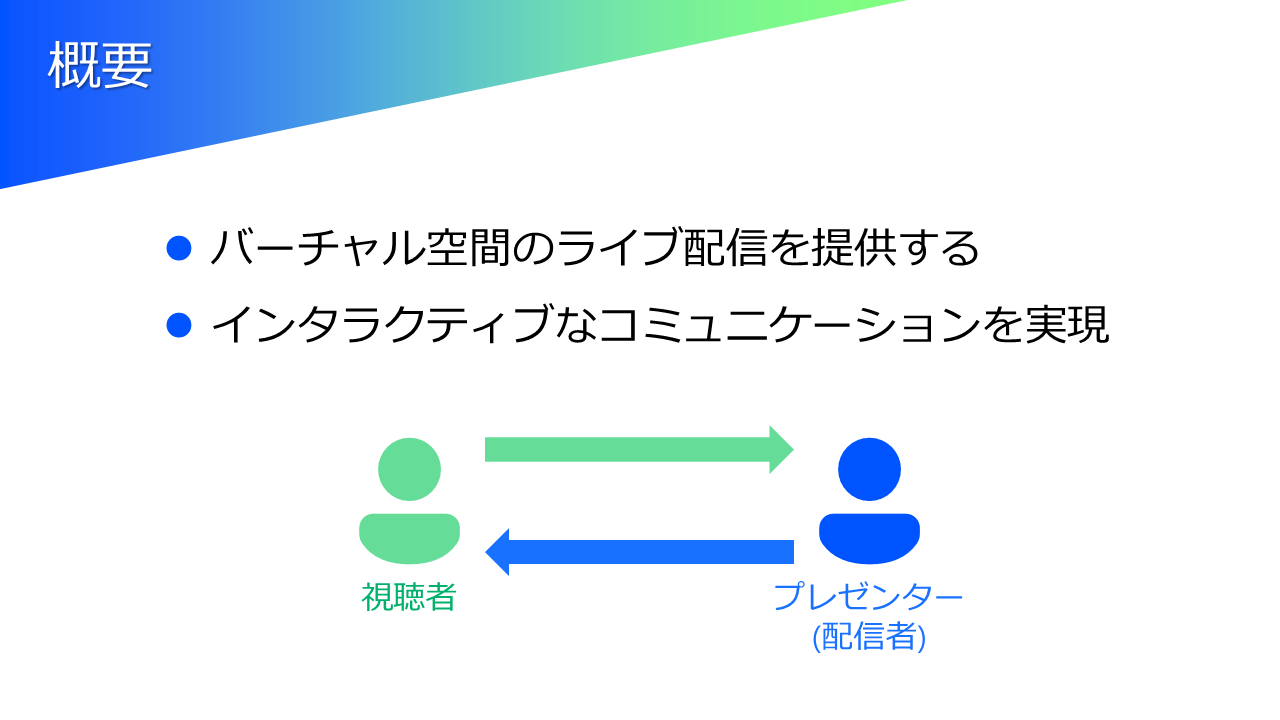 概要
バーチャル空間のライブ配信を提供する
インタラクティブなコミュニケーションを実現
視聴者
プレゼンター
(配信者)